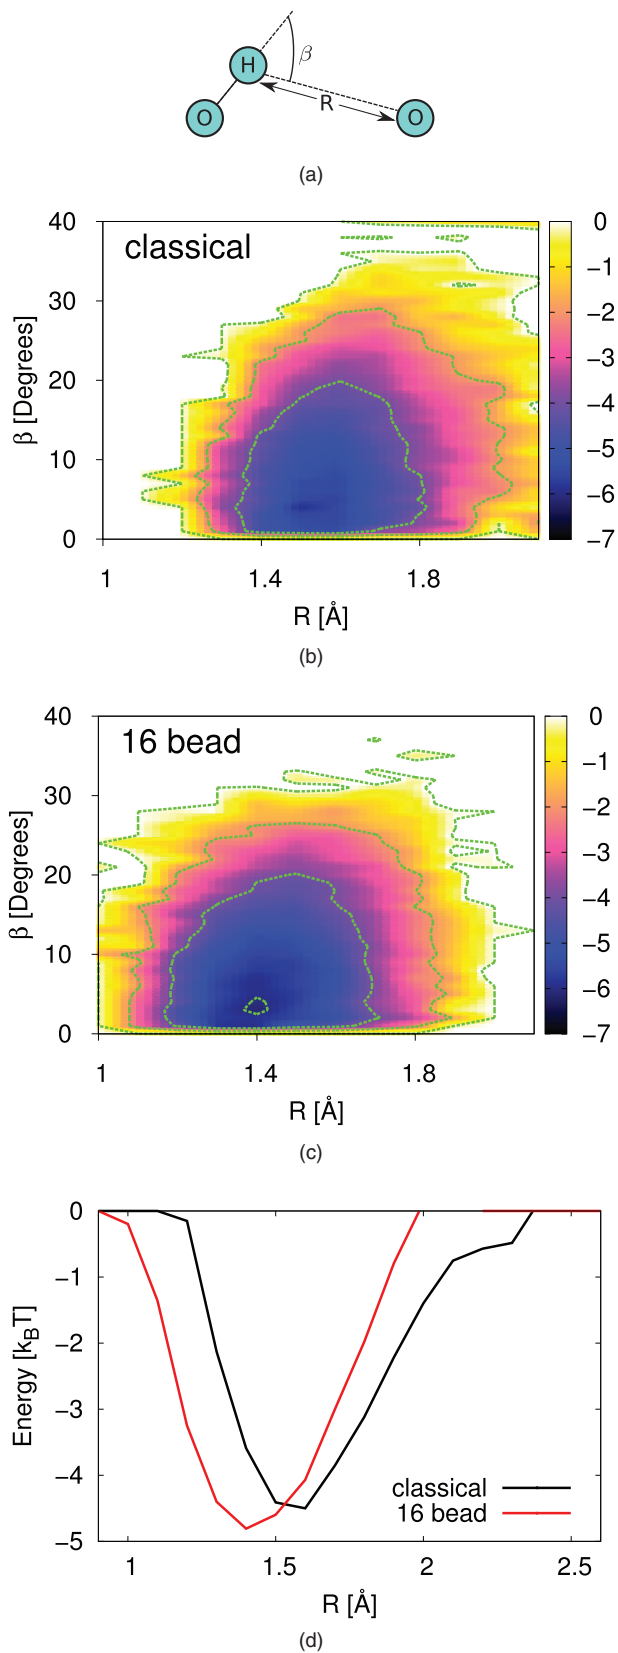 H
β
R
O
O
(a)
classical
40
30
20
10
0
β [Degrees]
1
1.4
1.8
R [Å]
0
−1
−2
−3
−4
−5
−6
−7
(b)
16 bead
40
30
20
10
0
β [Degrees]
1
1.4
1.8
R [Å]
0
−1
−2
−3
−4
−5
−6
−7
(c)
0
−1
−2
−3
−4
−5
Energy [k_BT]
classical
16 bead
1
1.5
2
2.5
R [Å]
(d)